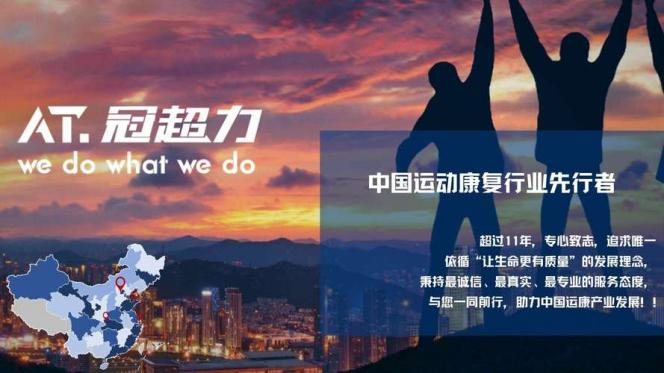 AT. 冠超力
we do what we do
中国运动康复行业先行者
超过11年，专心致志，追求唯一
依循“让生命更有质量”的发展理念，
秉持最诚信、最真实、最专业的服务态度，
与您一同前行，助力中国运康产业发展！！